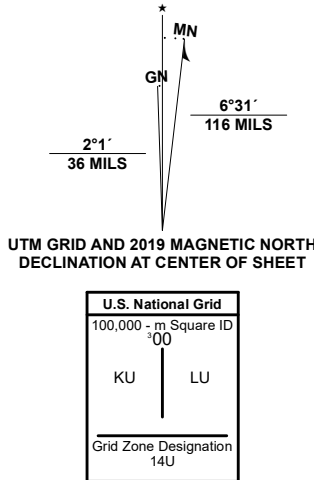 ★
MN
GN
6°31´
116 MILS
2°1´
36 MILS
UTM GRID AND 2019 MAGNETIC NORTH
DECLINATION AT CENTER OF SHEET
U.S. National Grid
100,000 - m Square ID
³00
KU LU
Grid Zone Designation
14U